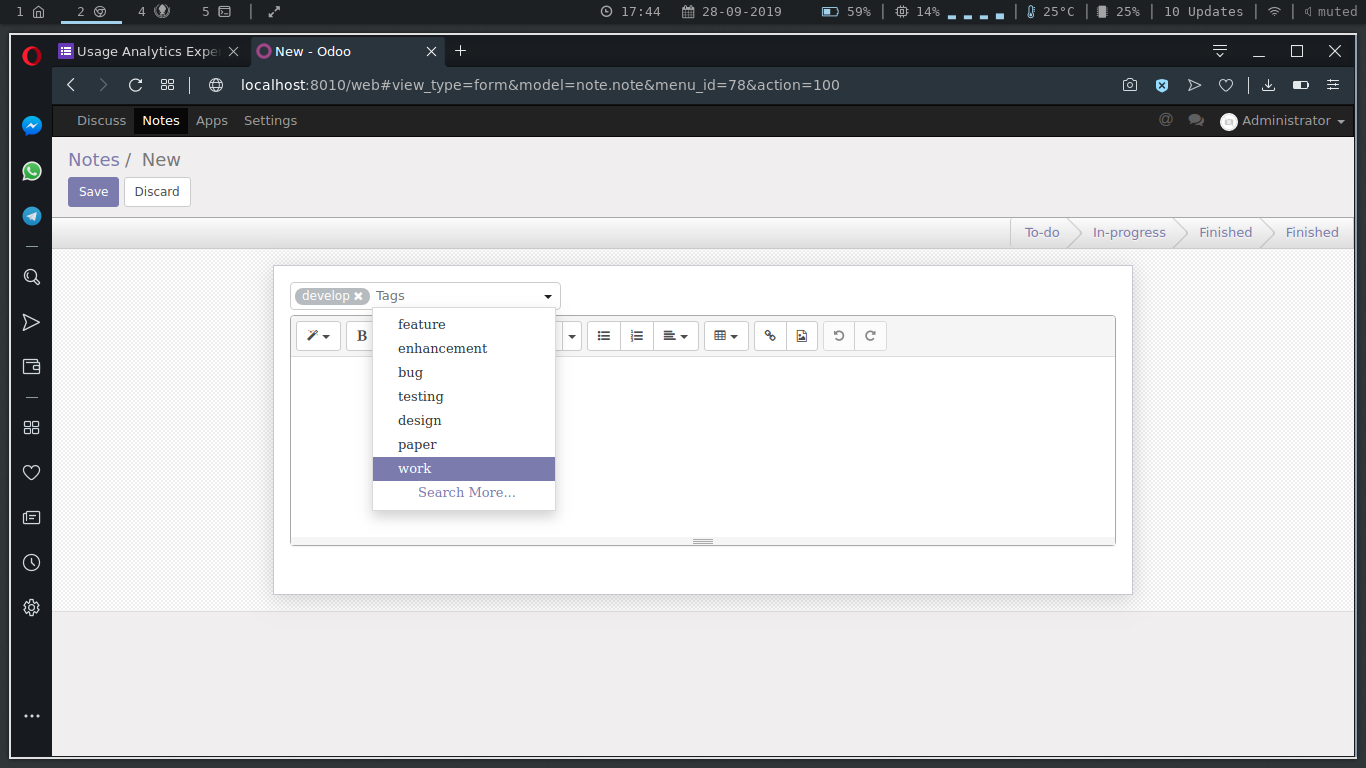 1 2 4 5 17:44 28-09-2019 59% 14% 25°C 25% 10 Updates muted
Usage Analytics Expe New - Odoo
localhost:8010/web#view_type=form&model=note.note&menu_id=78&action=100
Discuss Notes Apps Settings @ Administrator
Notes / New
Save Discard
To-do In-progress Finished Finished
develop Tags
feature
B
enhancement
bug
testing
design
paper
work
Search More...